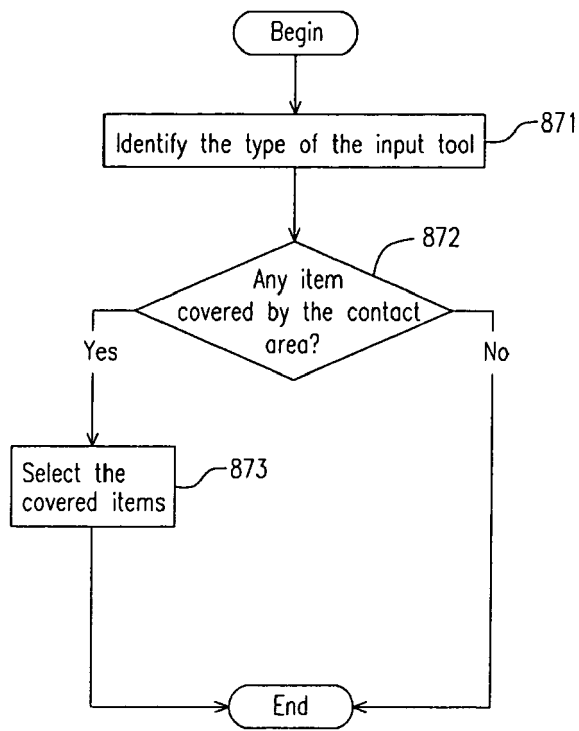 Begin
Identify the type of the input tool
871
872
Any item
covered by the contact
area?
Yes
No
Select the
covered items
873
End